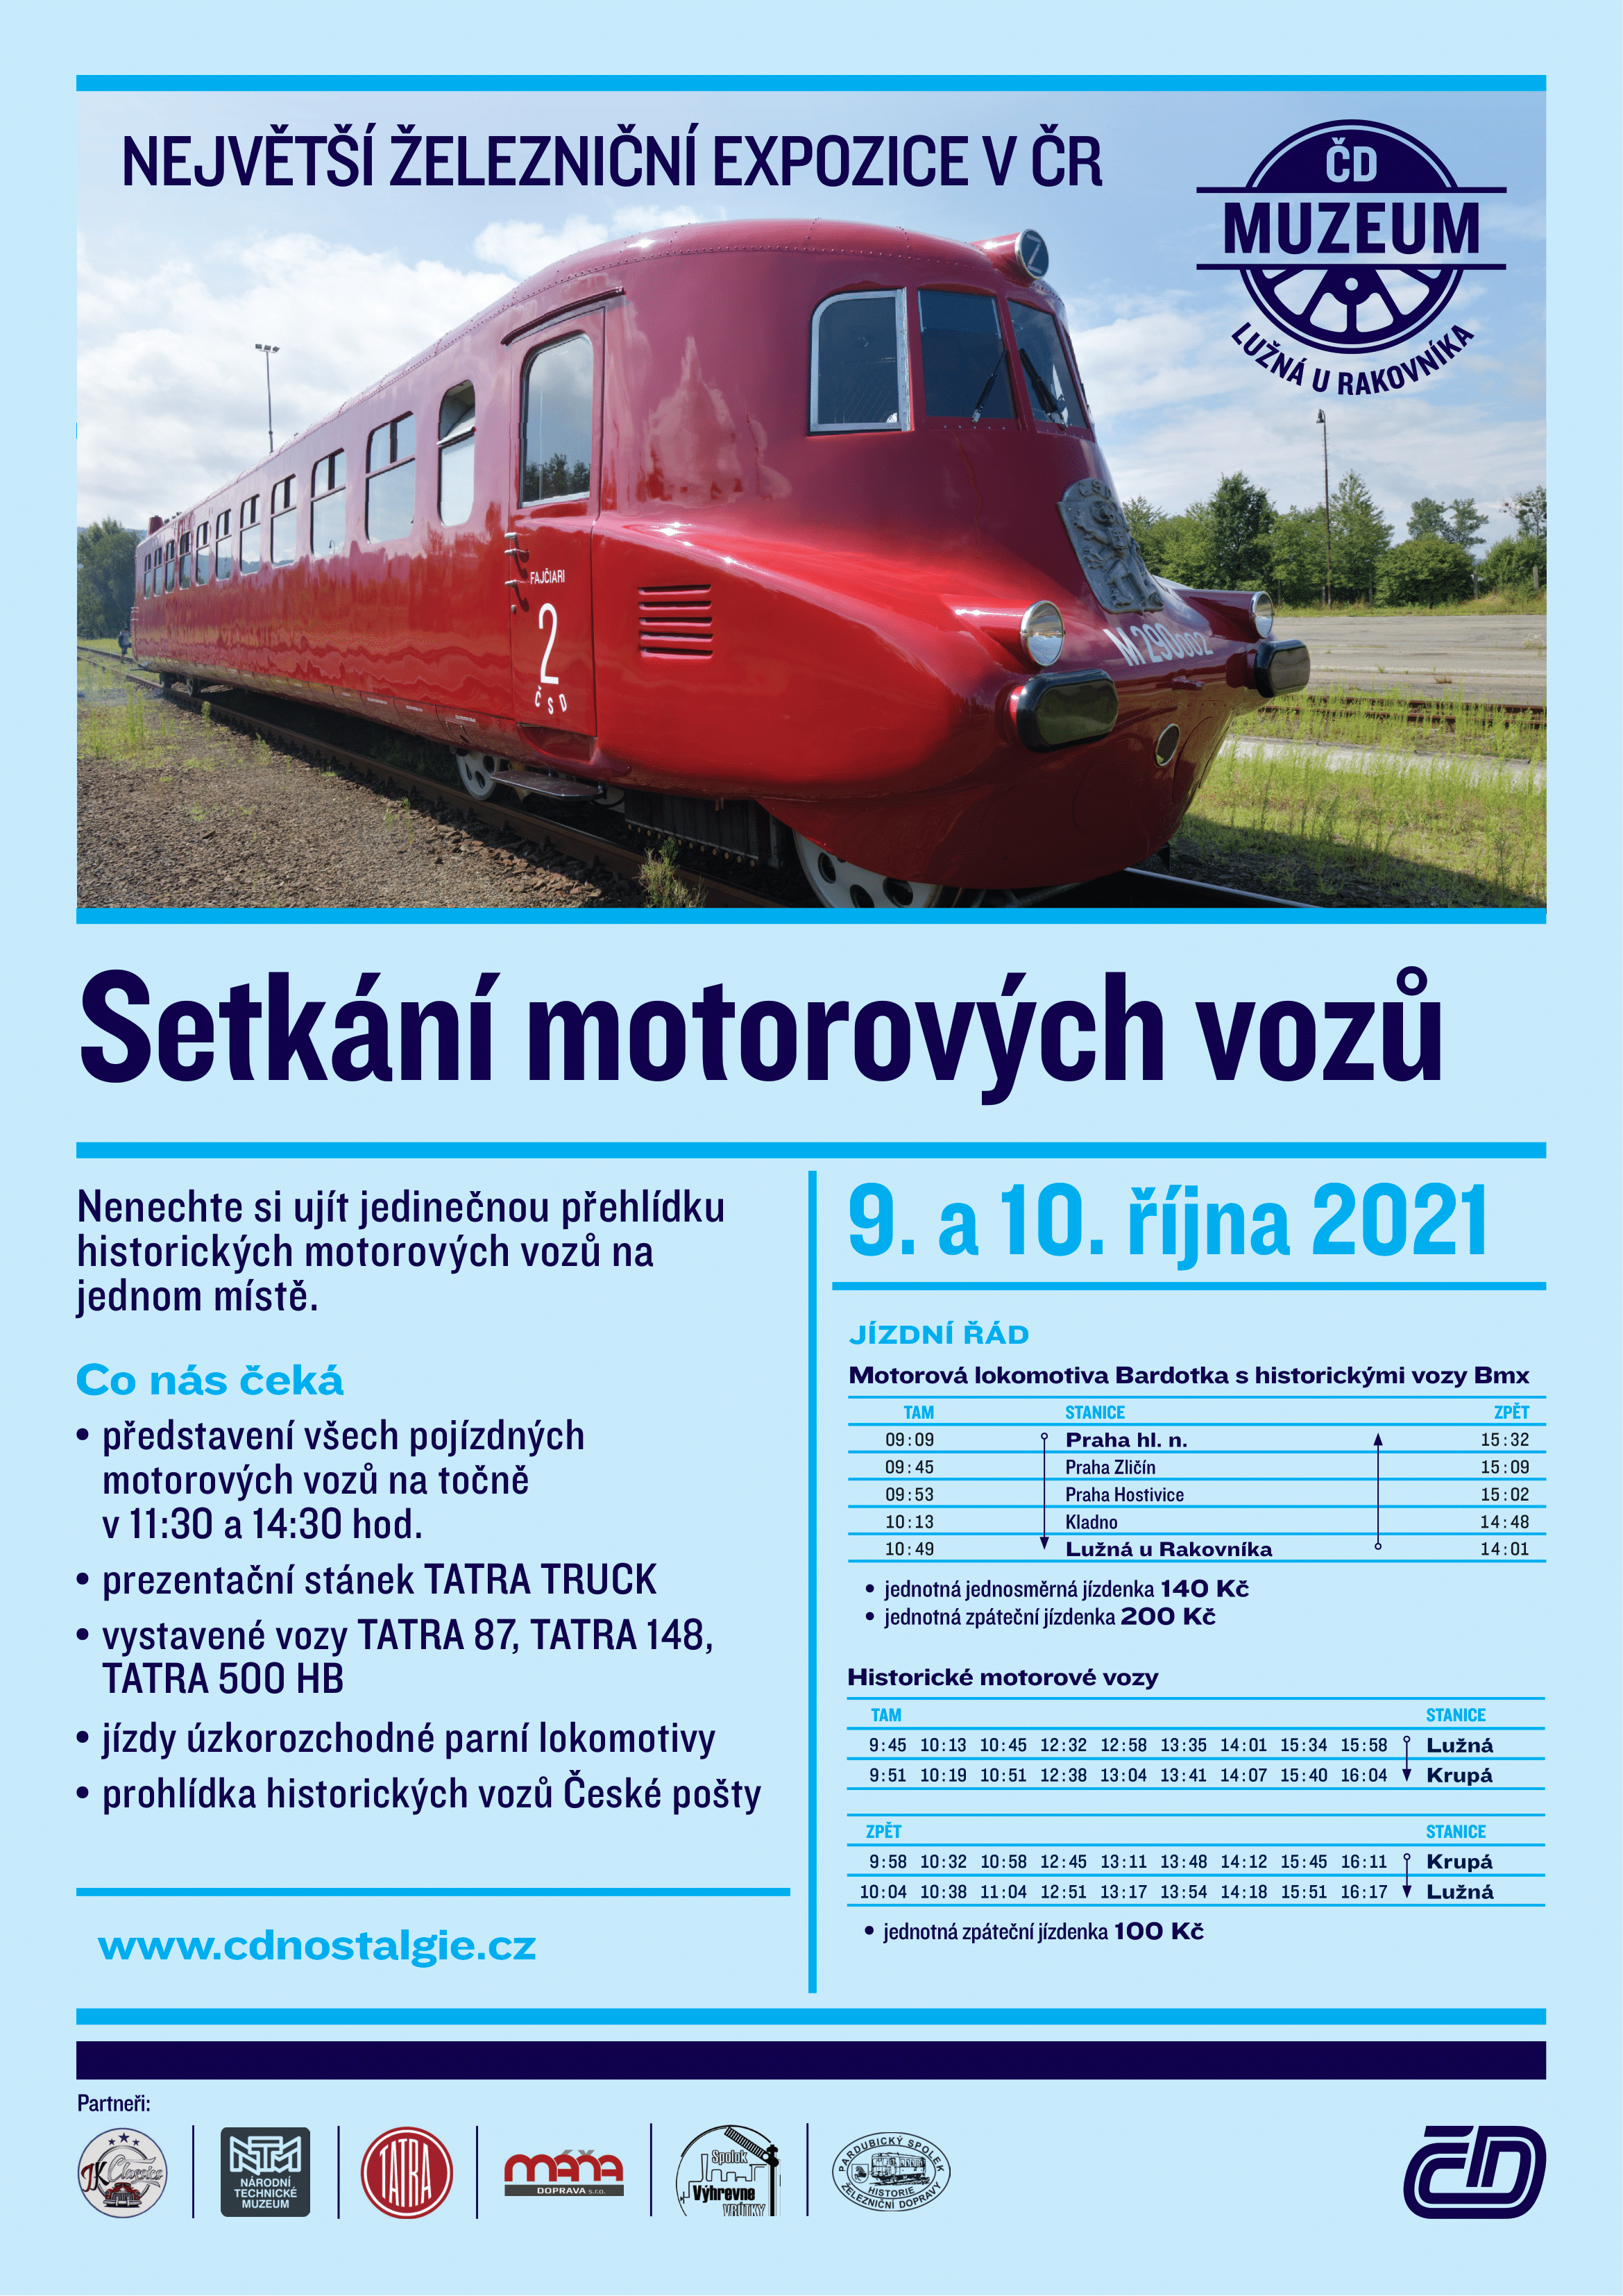 NEJVĚTŠÍ ŽELEZNIČNÍ EXPOZICE V ČR
ČD
MUZEUM
LUŽNÁ U RAKOVNÍKA
Z
FAJČIARI
2
ČSD
M 290002
Setkání motorových vozů
Nenechte si ujít jedinečnou přehlídku
historických motorových vozů na
jednom místě.
Co nás čeká
• představení všech pojízdných
motorových vozů na točně
v 11:30 a 14:30 hod.
• prezentační stánek TATRA TRUCK
• vystavené vozy TATRA 87, TATRA 148,
TATRA 500 HB
• jízdy úzkorozchodné parní lokomotivy
• prohlídka historických vozů České pošty
www.cdnostalgie.cz
9. a 10. října 2021
JÍZDNÍ ŘÁD
Motorová lokomotiva Bardotka s historickými vozy Bmx
TAM STANICE ZPĚT
09:09 Praha hl. n. 15:32
09:45 Praha Zličín 15:09
09:53 Praha Hostivice 15:02
10:13 Kladno 14:48
10:49 Lužná u Rakovníka 14:01
• jednotná jednosměrná jízdenka 140 Kč
• jednotná zpáteční jízdenka 200 Kč
Historické motorové vozy
TAM STANICE
9:45 10:13 10:45 12:32 12:58 13:35 14:01 15:34 15:58 Lužná
9:51 10:19 10:51 12:38 13:04 13:41 14:07 15:40 16:04 Krupá
ZPĚT STANICE
9:58 10:32 10:58 12:45 13:11 13:48 14:12 15:45 16:11 Krupá
10:04 10:38 11:04 12:51 13:17 13:54 14:18 15:51 16:17 Lužná
• jednotná zpáteční jízdenka 100 Kč
Partneři:
JK Classics
NTM
NÁRODNÍ
TECHNICKÉ
MUZEUM
TATRA
MÁŇA
DOPRAVA s.r.o.
Spolok
Výhrevne
VRÚTKY
PARDUBICKÝ SPOLEK
HISTORIE
ŽELEZNIČNÍ DOPRAVY
ČD